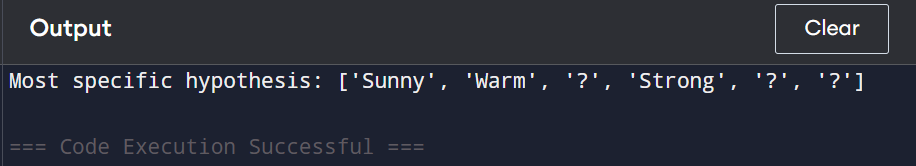 Output
Clear
Most specific hypothesis: ['Sunny', 'Warm', '?', 'Strong', '?', '?']
=== Code Execution Successful ===